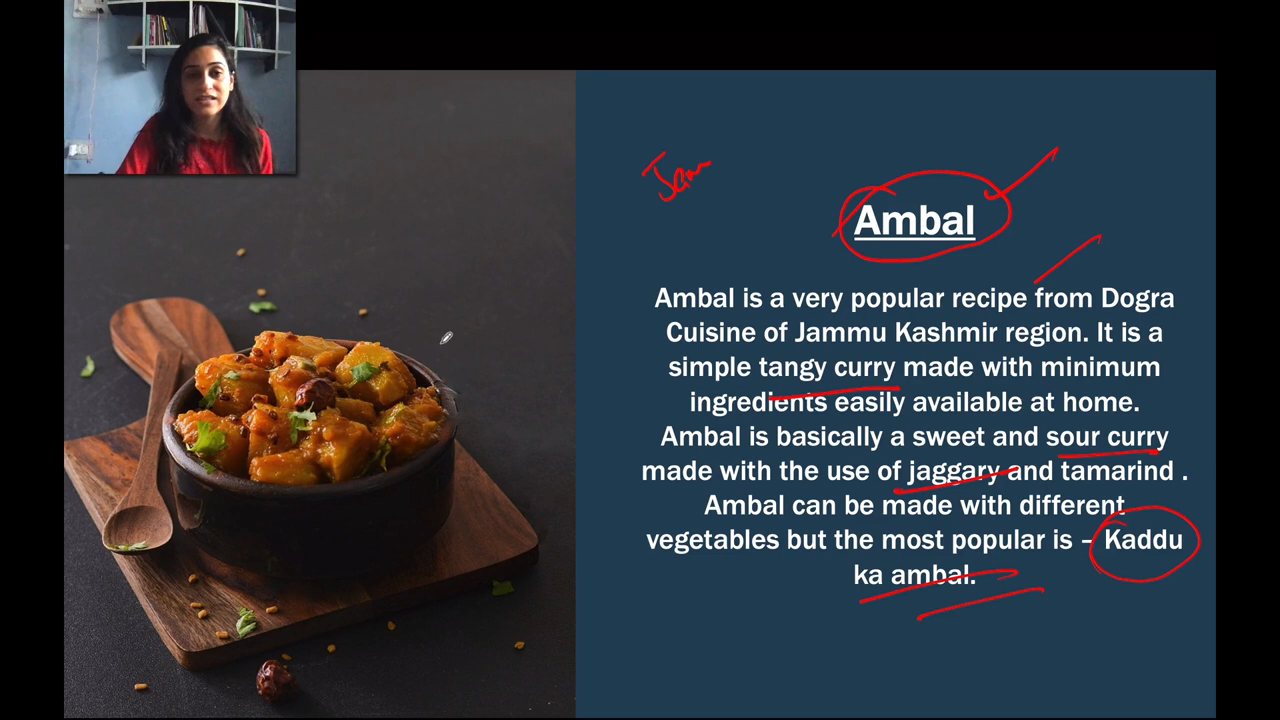 Jam
Ambal
Ambal is a very popular recipe from Dogra
Cuisine of Jammu Kashmir region. It is a
simple tangy curry made with minimum
ingredients easily available at home.
Ambal is basically a sweet and sour curry
made with the use of jaggary and tamarind .
Ambal can be made with different
vegetables but the most popular is – Kaddu
ka ambal.